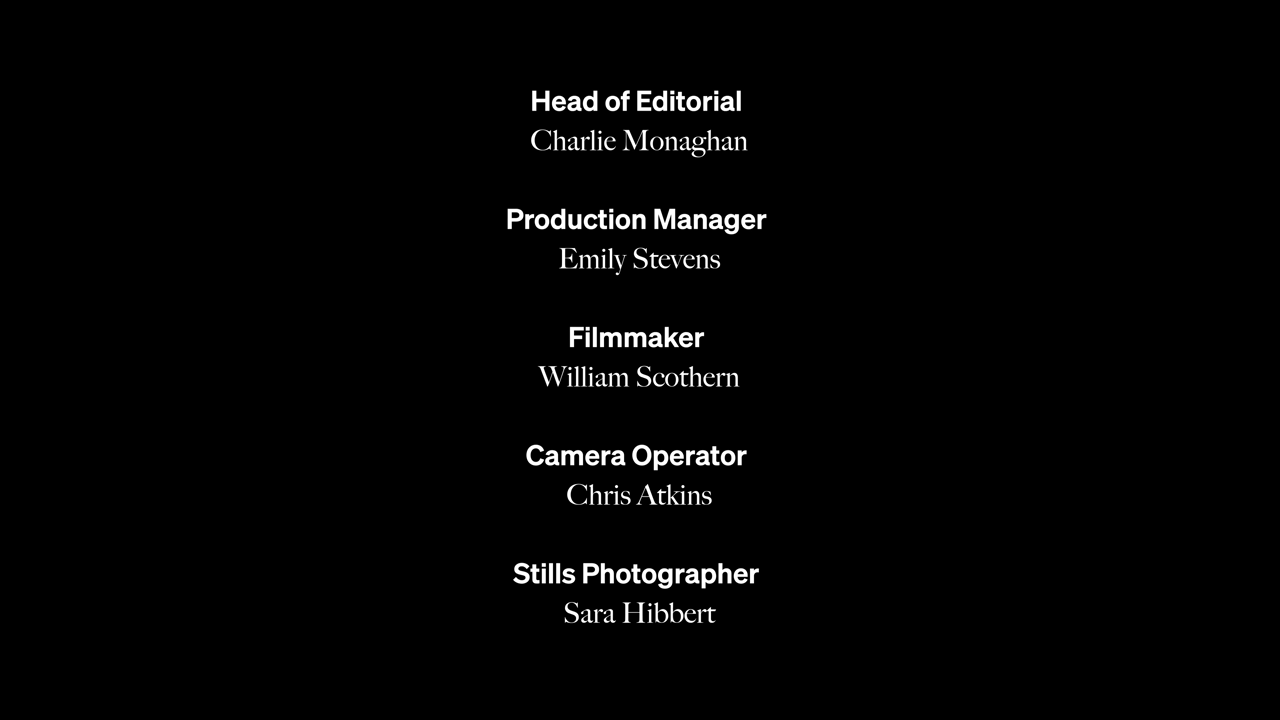 Head of Editorial
Charlie Monaghan
Production Manager
Emily Stevens
Filmmaker
William Scothern
Camera Operator
Chris Atkins
Stills Photographer
Sara Hibbert